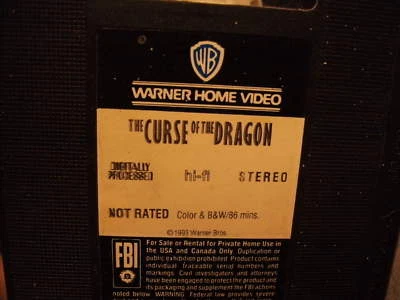 WB
WARNER HOME VIDEO
THE CURSE OF THE DRAGON
DIGITALLY
PROCESSED hi-fi STEREO
NOT RATED Color & B&W/86 mins.
© 1993 Warner Bros.
FBI
For Sale or Rental for Private Home Use in
the USA and Canada Only. Duplication or
public exhibition prohibited. Product contains
individual Traceable serial numbers and
markings. Civil investigators and attorneys
have been engaged to protect the product and
its packaging and supplement the FBI actions
noted below WARNING: Federal law provides severe